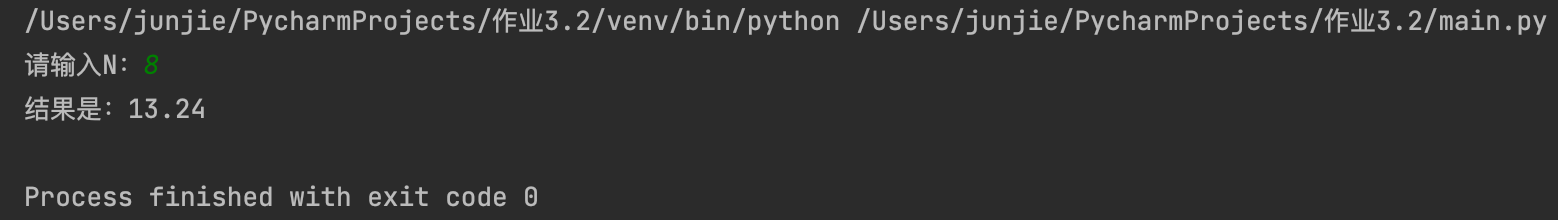 /Users/junjie/PycharmProjects/作业3.2/venv/bin/python /Users/junjie/PycharmProjects/作业3.2/main.py
请输入N：8
结果是：13.24
Process finished with exit code 0